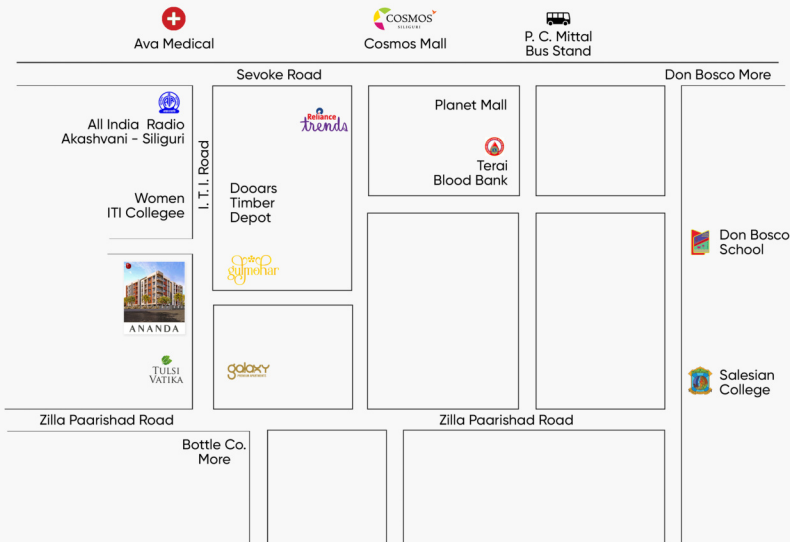 COSMOS
SILIGURI
Ava Medical
Cosmos Mall
P. C. Mittal
Bus Stand
Sevoke Road
Don Bosco More
All India Radio
Akashvani - Siliguri
I. T. I. Road
Reliance
trends
Planet Mall
Terai
Blood Bank
Women
ITI Collegee
Dooars
Timber
Depot
Don Bosco
School
gulmohar
ANANDA
TULSI
VATIKA
galaxy
Salesian
College
Zilla Paarishad Road
Zilla Paarishad Road
Bottle Co.
More